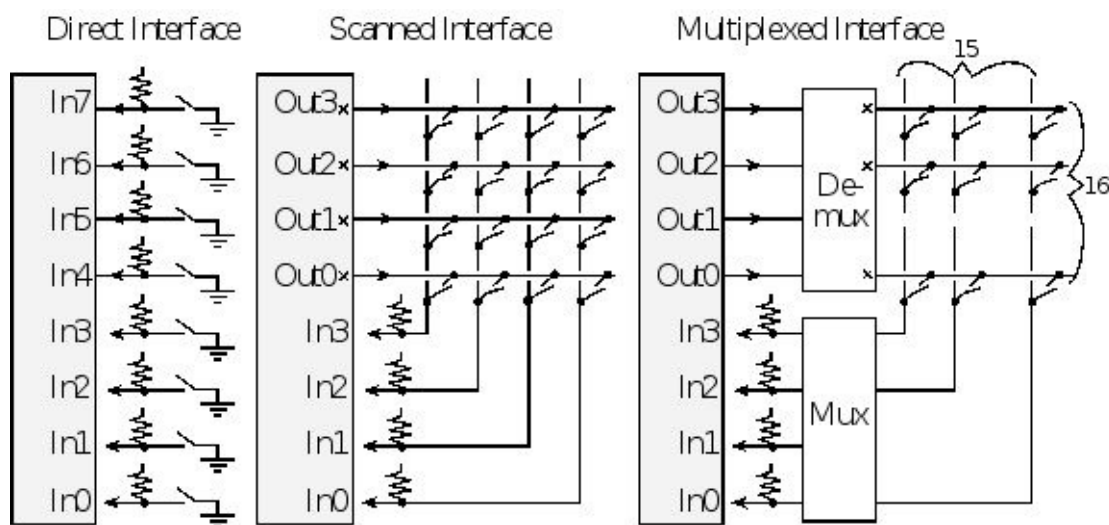 Direct Interface
In7
In6
In5
In4
In3
In2
In1
In0
Scanned Interface
Out3
Out2
Out1
Out0
In3
In2
In1
In0
Multiplexed Interface
15
Out3
Out2
Out1
Out0
In3
In2
In1
In0
De-
mux
Mux
16